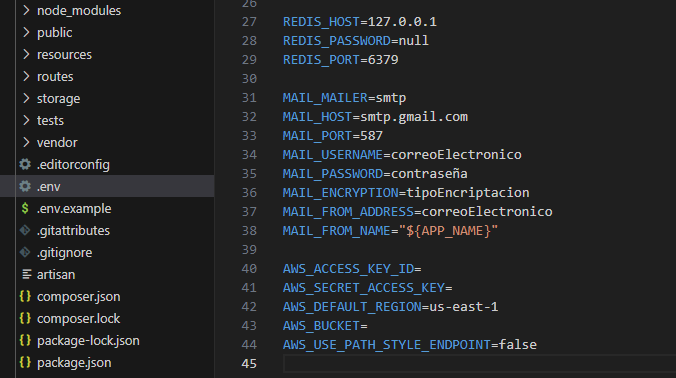 node_modules
public
resources
routes
storage
tests
vendor
.editorconfig
.env
.env.example
.gitattributes
.gitignore
artisan
composer.json
composer.lock
package-lock.json
package.json
26
27 REDIS_HOST=127.0.0.1
28 REDIS_PASSWORD=null
29 REDIS_PORT=6379
30
31 MAIL_MAILER=smtp
32 MAIL_HOST=smtp.gmail.com
33 MAIL_PORT=587
34 MAIL_USERNAME=correoElectronico
35 MAIL_PASSWORD=contraseña
36 MAIL_ENCRYPTION=tipoEncriptacion
37 MAIL_FROM_ADDRESS=correoElectronico
38 MAIL_FROM_NAME="${APP_NAME}"
39
40 AWS_ACCESS_KEY_ID=
41 AWS_SECRET_ACCESS_KEY=
42 AWS_DEFAULT_REGION=us-east-1
43 AWS_BUCKET=
44 AWS_USE_PATH_STYLE_ENDPOINT=false
45